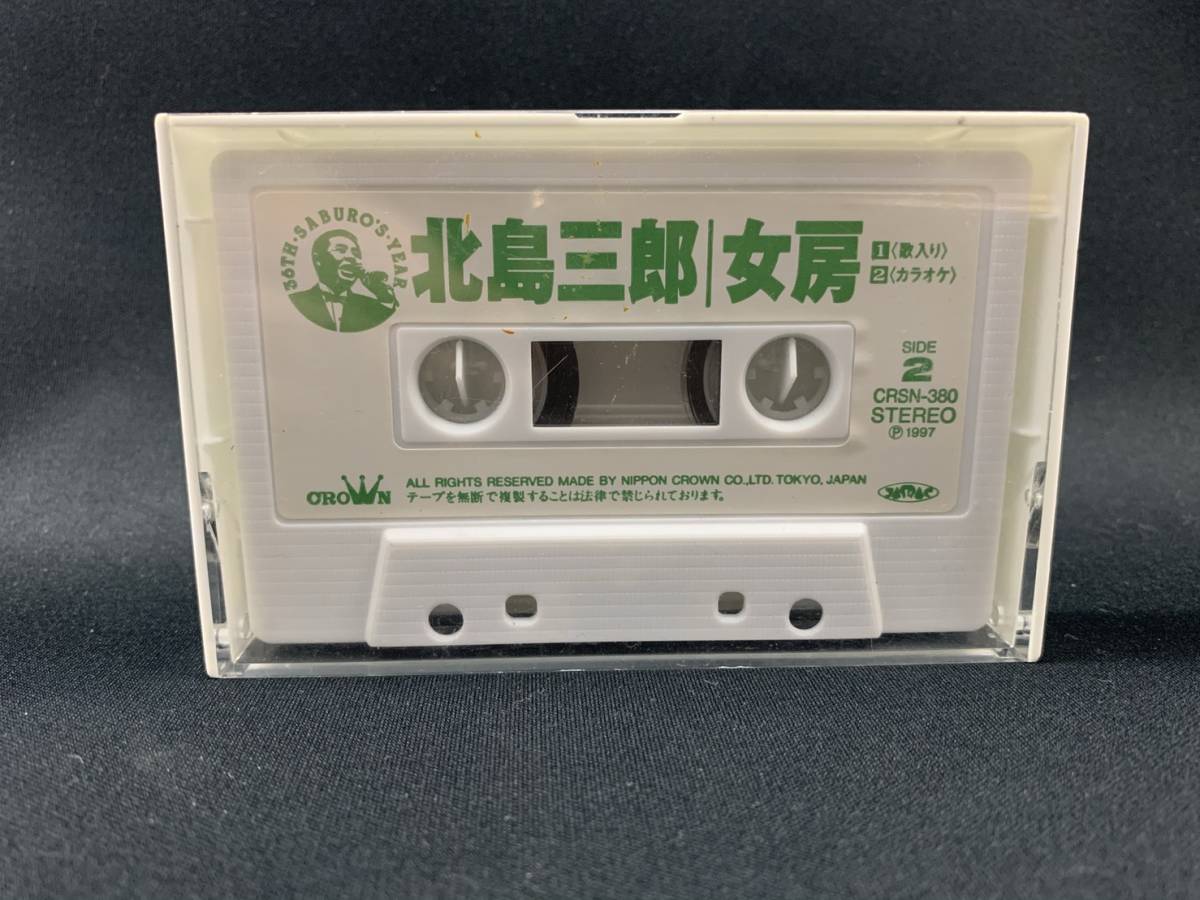 36TH・SABURO'S・YEAR
北島三郎|女房
1〈歌入り〉
2〈カラオケ〉
SIDE
2
CRSN-380
STEREO
Ⓟ1997
CROWN
ALL RIGHTS RESERVED MADE BY NIPPON CROWN CO.,LTD. TOKYO, JAPAN
テープを無断で複製することは法律で禁じられております。
JASRAC